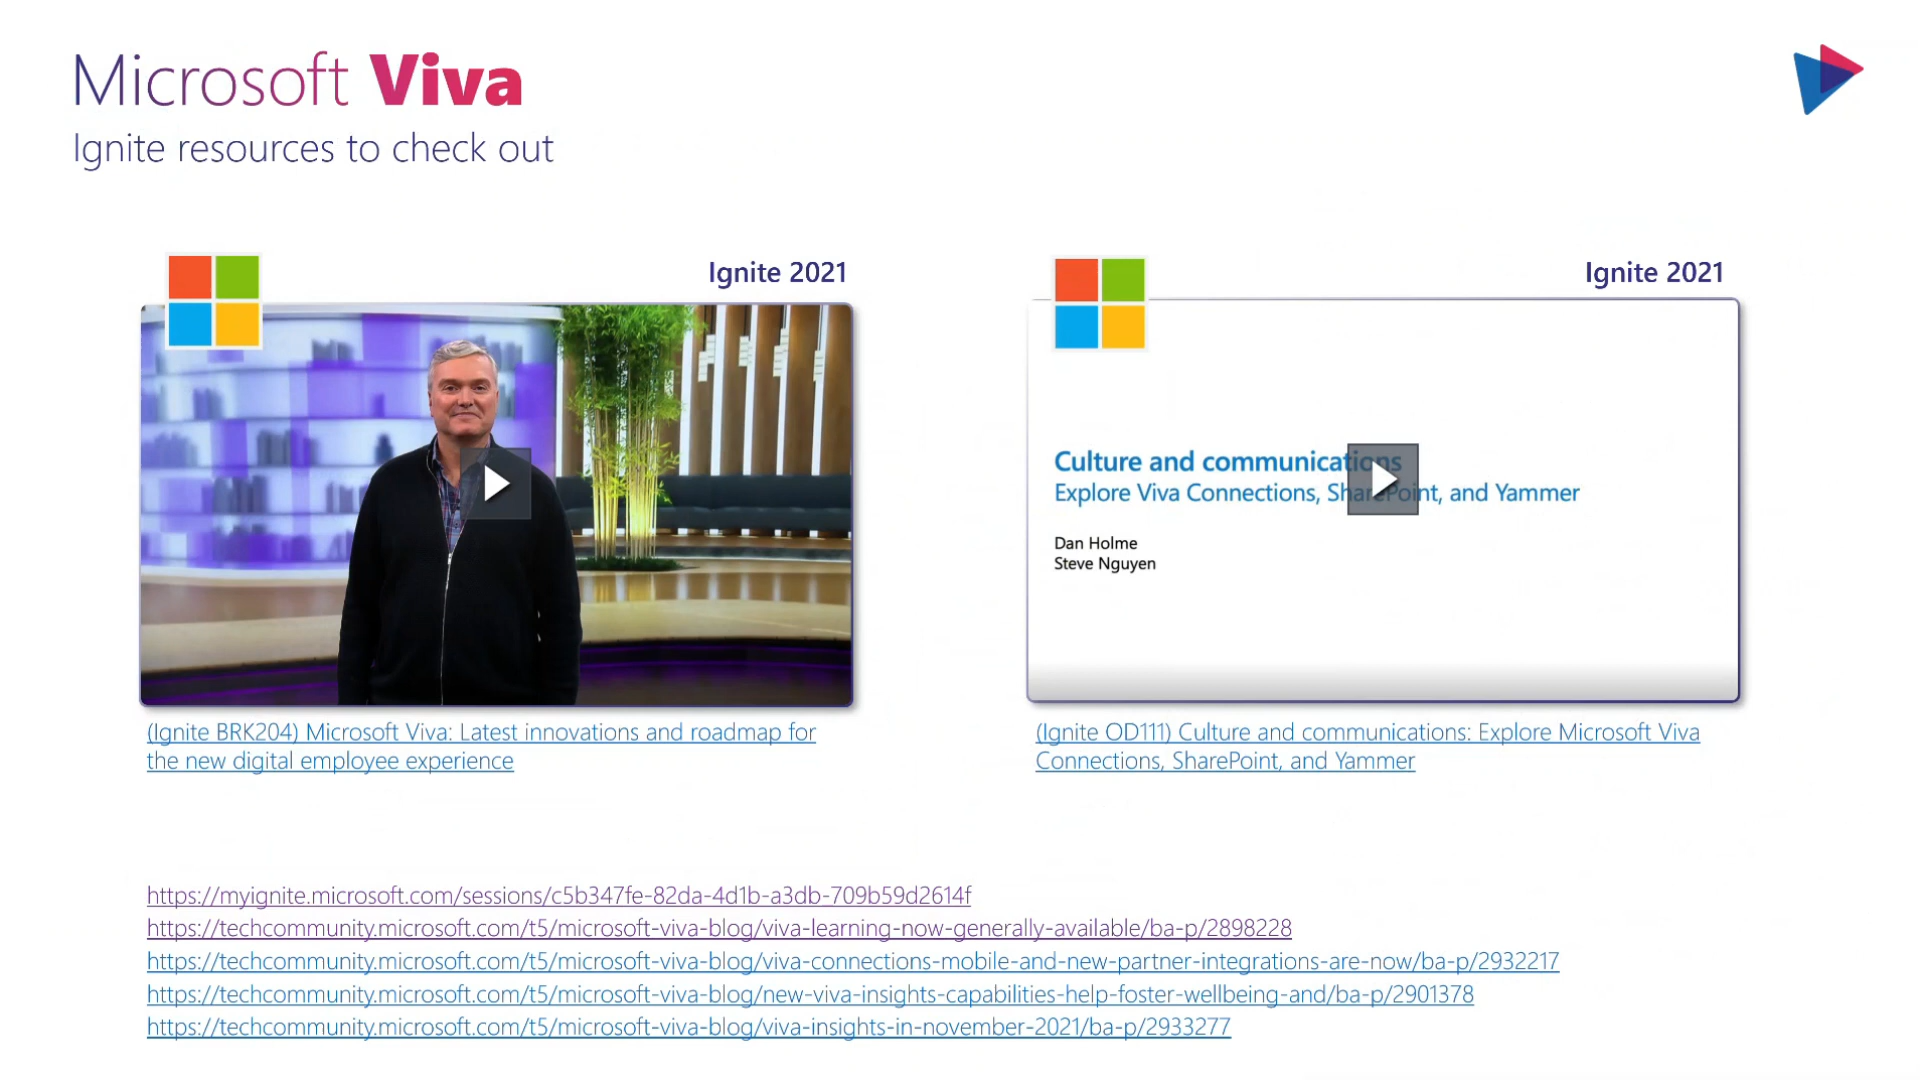 Microsoft Viva
Ignite resources to check out
Ignite 2021
(Ignite BRK204) Microsoft Viva: Latest innovations and roadmap for
the new digital employee experience
Ignite 2021
Culture and communications
Explore Viva Connections, SharePoint, and Yammer
Dan Holme
Steve Nguyen
(Ignite OD111) Culture and communications: Explore Microsoft Viva
Connections, SharePoint, and Yammer
https://myignite.microsoft.com/sessions/c5b347fe-82da-4d1b-a3db-709b59d2614f
https://techcommunity.microsoft.com/t5/microsoft-viva-blog/viva-learning-now-generally-available/ba-p/2898228
https://techcommunity.microsoft.com/t5/microsoft-viva-blog/viva-connections-mobile-and-new-partner-integrations-are-now/ba-p/2932217
https://techcommunity.microsoft.com/t5/microsoft-viva-blog/new-viva-insights-capabilities-help-foster-wellbeing-and/ba-p/2901378
https://techcommunity.microsoft.com/t5/microsoft-viva-blog/viva-insights-in-november-2021/ba-p/2933277